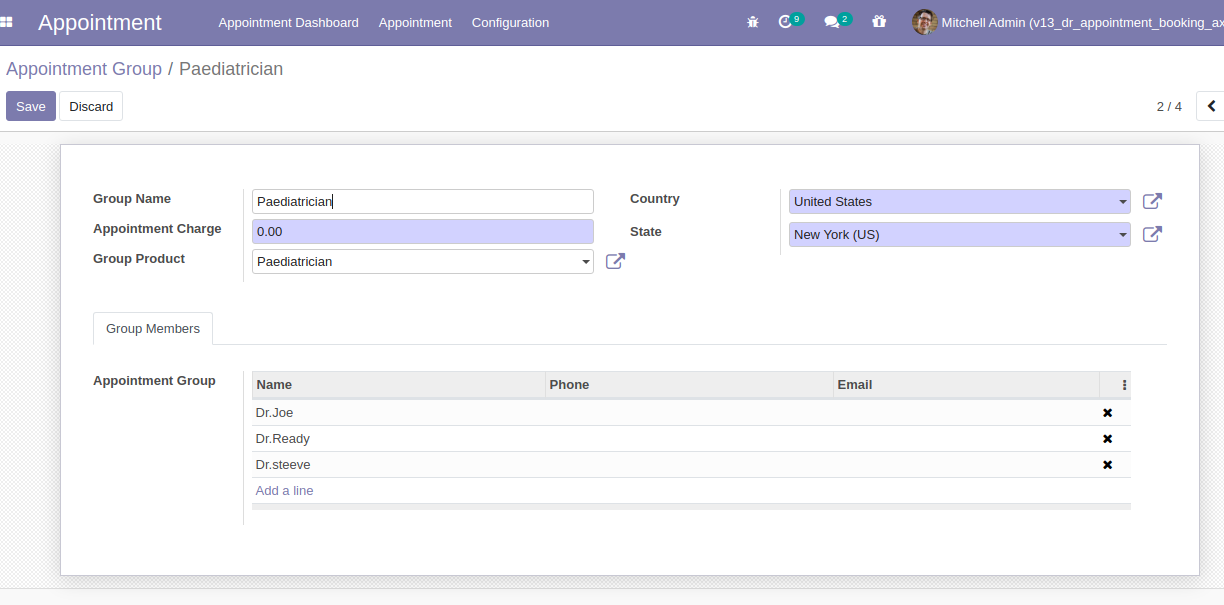 Appointment Appointment Dashboard Appointment Configuration 9 2 Mitchell Admin (v13_dr_appointment_booking_ax
Appointment Group / Paediatrician
Save Discard 2 / 4
Group Name Paediatrician Country United States
Appointment Charge 0.00 State New York (US)
Group Product Paediatrician
Group Members
Appointment Group Name Phone Email
Dr.Joe
Dr.Ready
Dr.steeve
Add a line